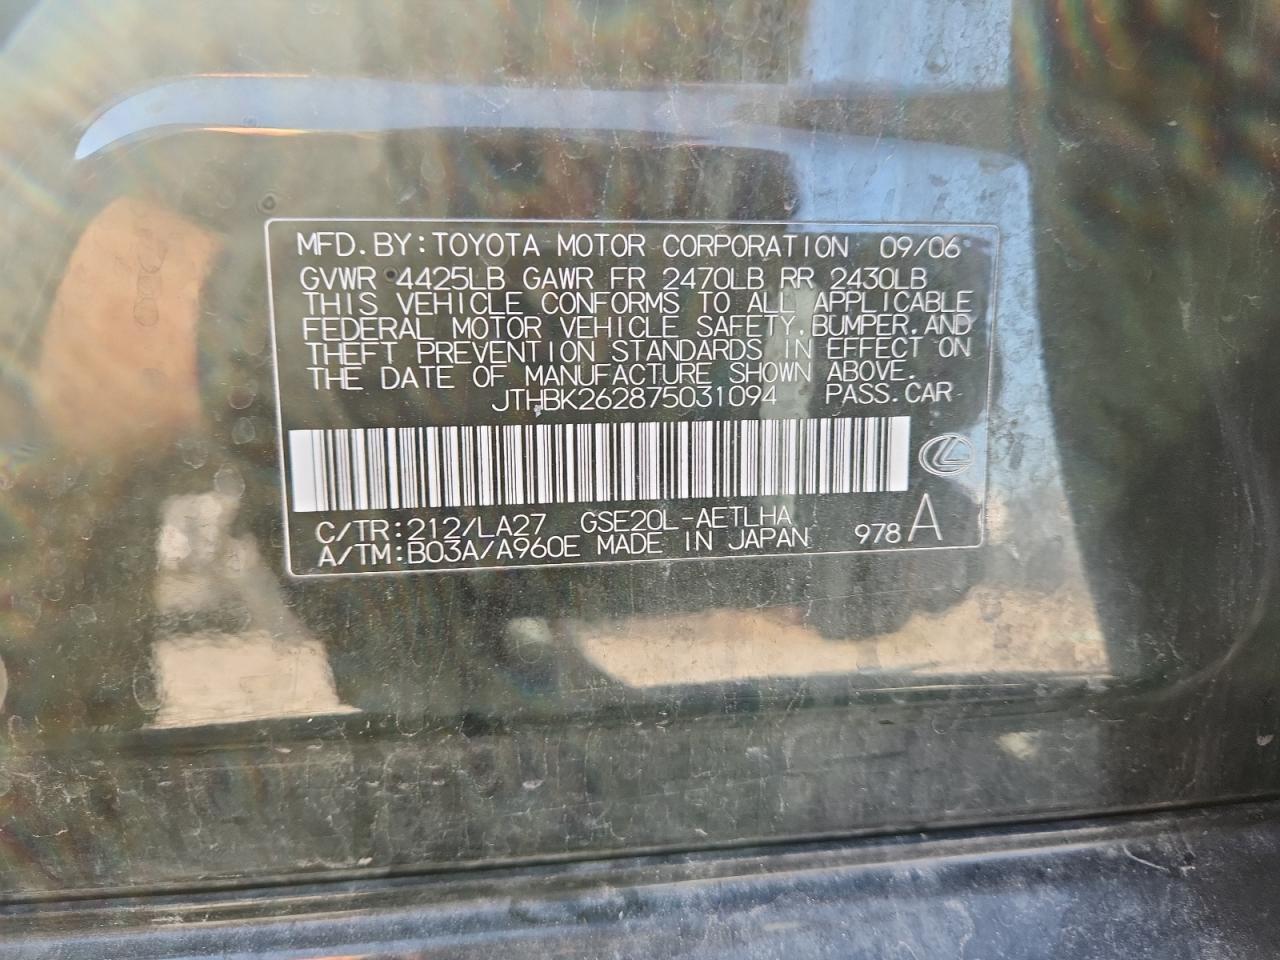 MFD.BY:TOYOTA MOTOR CORPORATION 09/06
GVWR 4425LB GAWR FR 2470LB RR 2430LB
THIS VEHICLE CONFORMS TO ALL APPLICABLE
FEDERAL MOTOR VEHICLE SAFETY,BUMPER,AND
THEFT PREVENTION STANDARDS IN EFFECT ON
THE DATE OF MANUFACTURE SHOWN ABOVE.
JTHBK262875031094 PASS.CAR
C/TR:212/LA27 GSE20L-AETLHA
A/TM:B03A/A960E MADE IN JAPAN 978 A